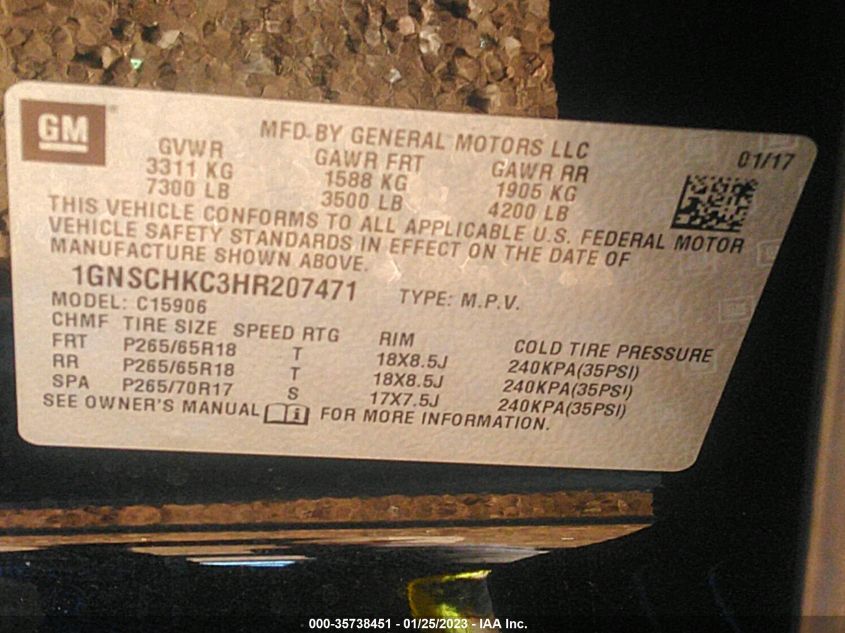 GM
MFD BY GENERAL MOTORS LLC
01/17
GVWR GAWR FRT GAWR RR
3311 KG 1588 KG 1905 KG
7300 LB 3500 LB 4200 LB
THIS VEHICLE CONFORMS TO ALL APPLICABLE U.S. FEDERAL MOTOR
VEHICLE SAFETY STANDARDS IN EFFECT ON THE DATE OF
MANUFACTURE SHOWN ABOVE.
1GNSCHKC3HR207471 TYPE: M.P.V.
MODEL: C15906
CHMF TIRE SIZE SPEED RTG RIM COLD TIRE PRESSURE
FRT P265/65R18 T 18X8.5J 240KPA(35PSI)
RR P265/65R18 T 18X8.5J 240KPA(35PSI)
SPA P265/70R17 S 17X7.5J 240KPA(35PSI)
SEE OWNER'S MANUAL i FOR MORE INFORMATION.
000-35738451 - 01/25/2023 - IAA Inc.